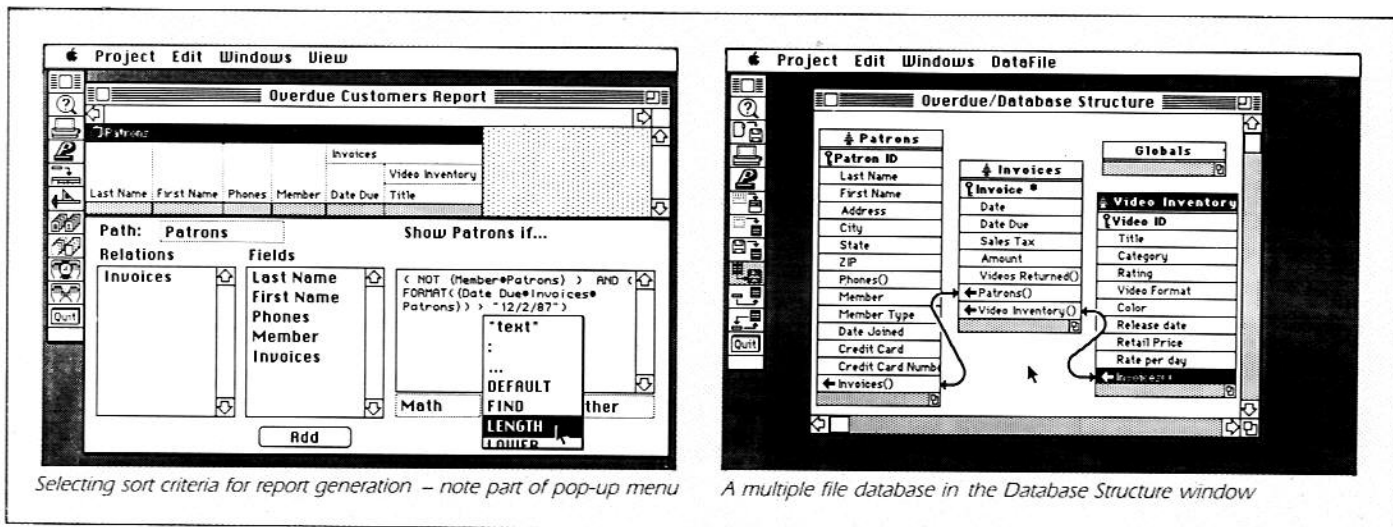 Project Edit Windows View
Overdue Customers Report
Patrons
Invoices
Video Inventory
Last Name First Name Phones Member Date Due Title
Path: Patrons
Show Patrons if...
Relations
Fields
Invoices
Last Name
First Name
Phones
Member
Invoices
( NOT (Member•Patrons) ) AND (
FORMAT((Date Due•Invoices•
Patrons)) > "12/2/87")
"text"
:
...
DEFAULT
FIND
LENGTH
LOWER
Math
ther
Add
Quit
Selecting sort criteria for report generation – note part of pop-up menu
Project Edit Windows DataFile
Overdue/Database Structure
Patrons
Patron ID
Last Name
First Name
Address
City
State
ZIP
Phones()
Member
Member Type
Date Joined
Credit Card
Credit Card Numb
Invoices()
Invoices
Invoice *
Date
Date Due
Sales Tax
Amount
Videos Returned()
Patrons()
Video Inventory()
Globals
Video Inventory
Video ID
Title
Category
Rating
Video Format
Color
Release date
Retail Price
Rate per day
Invoices()
Quit
A multiple file database in the Database Structure window